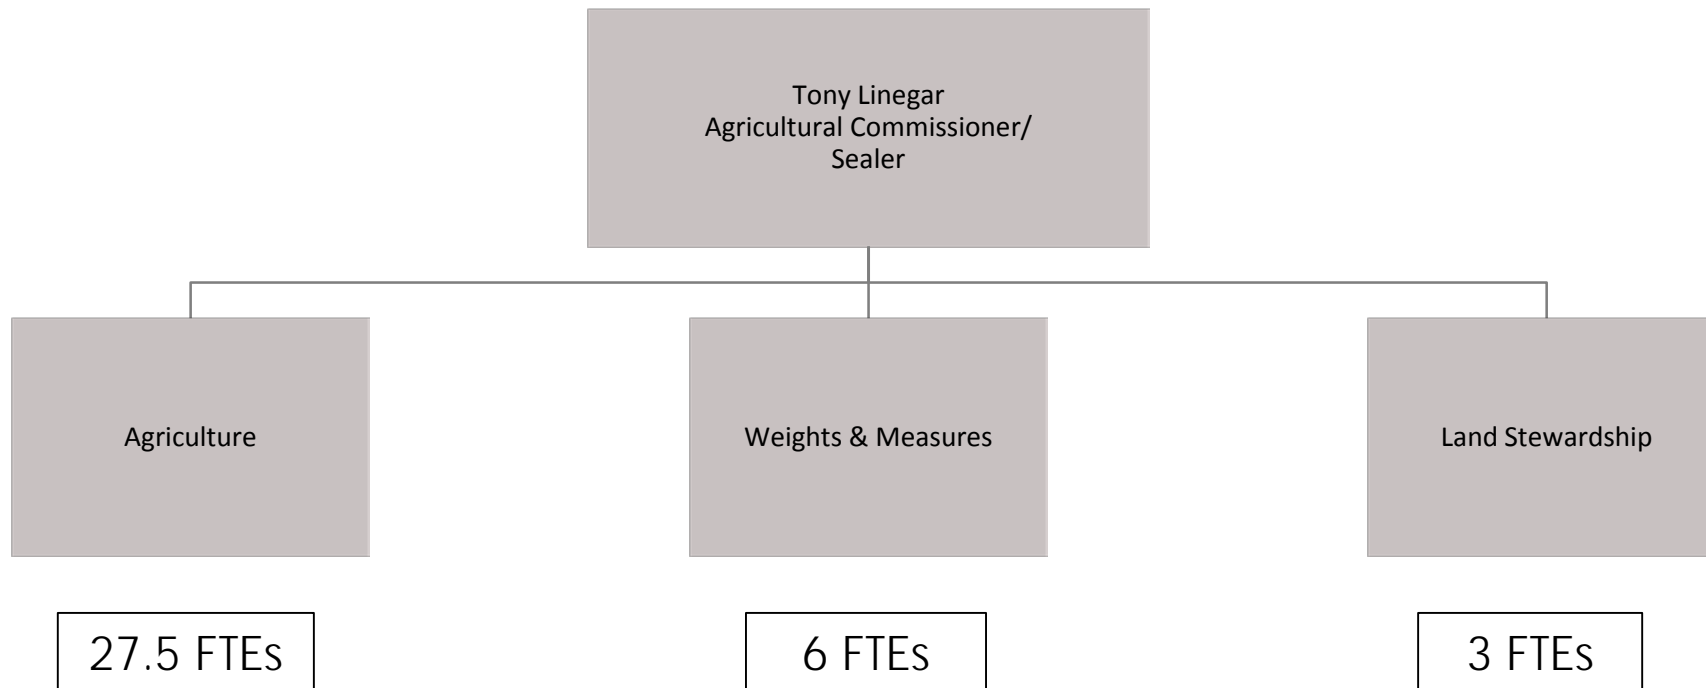 Tony Linegar
Agricultural Commissioner/
Sealer
Agriculture
Weights & Measures
Land Stewardship
27.5 FTEs
6 FTEs
3 FTEs